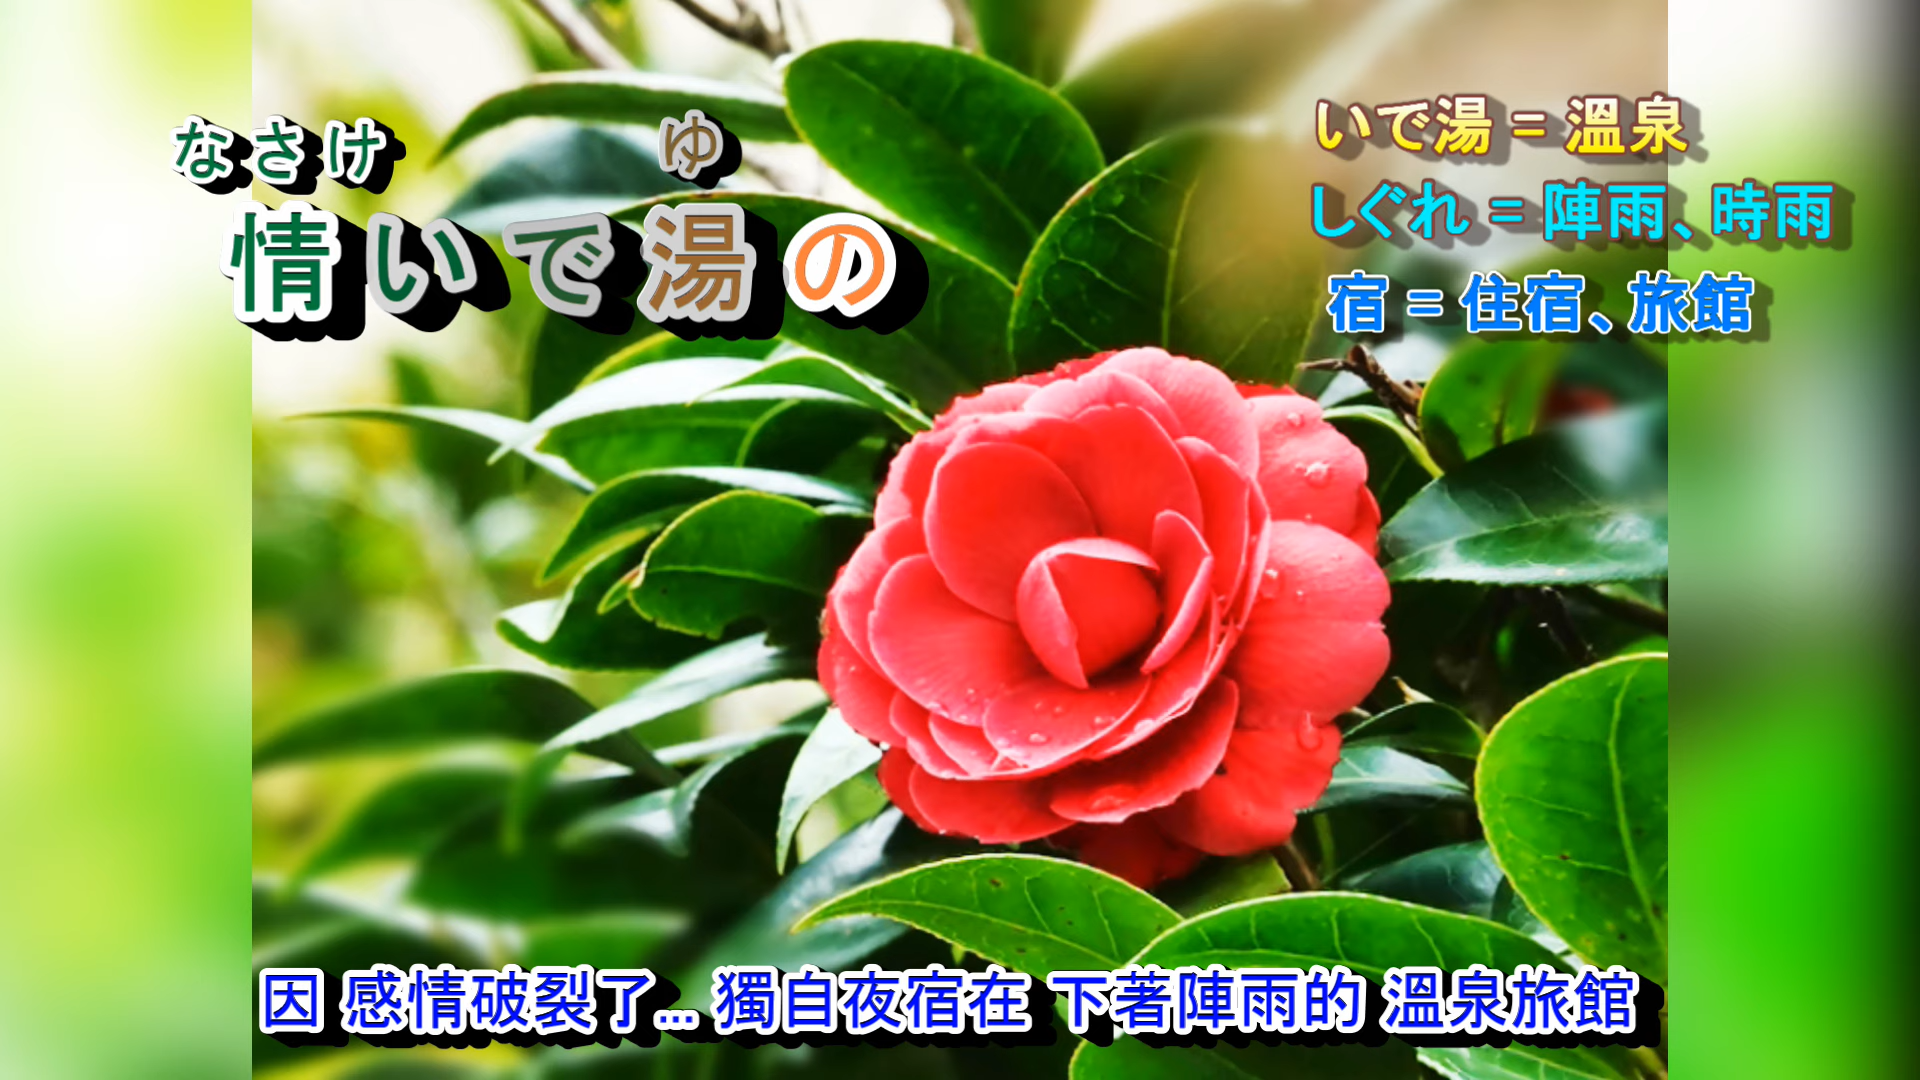 なさけ ゆ
情いで湯の
いで湯 = 溫泉
しぐれ = 陣雨、時雨
宿 = 住宿、旅館
因 感情破裂了... 獨自夜宿在 下著陣雨的 溫泉旅館